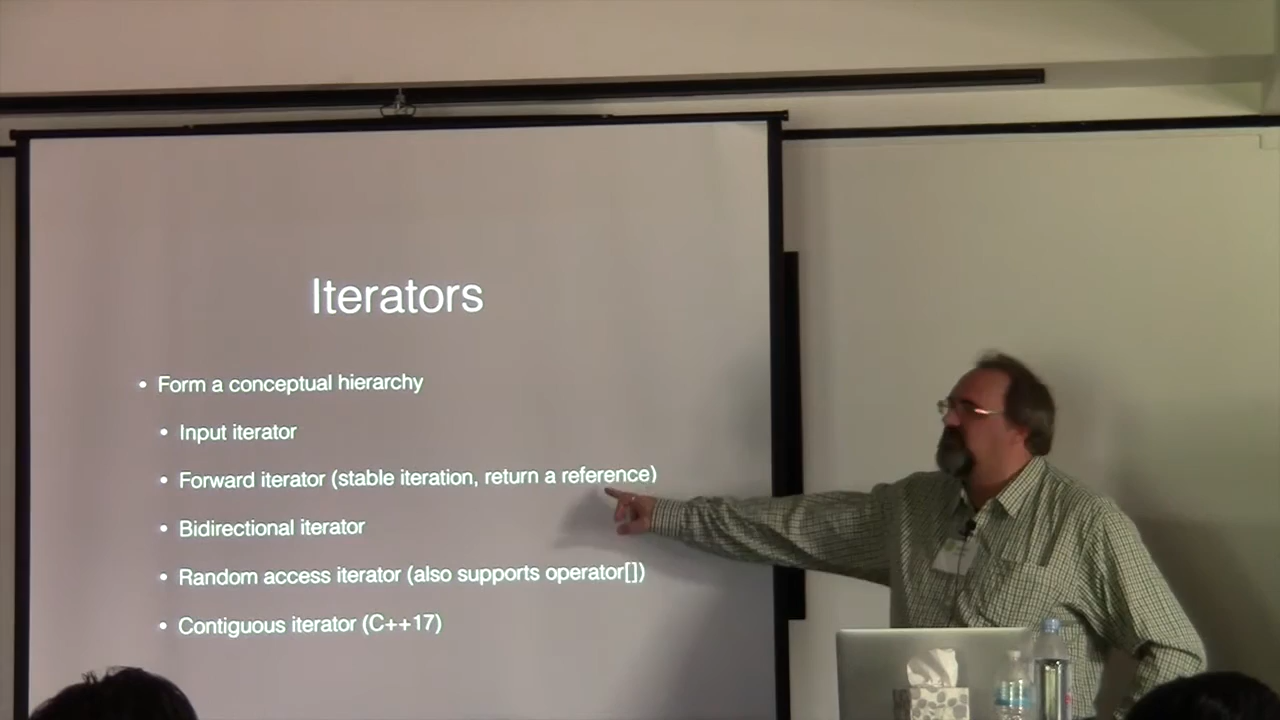 Iterators
• Form a conceptual hierarchy
• Input iterator
• Forward iterator (stable iteration, return a reference)
• Bidirectional iterator
• Random access iterator (also supports operator[])
• Contiguous iterator (C++17)